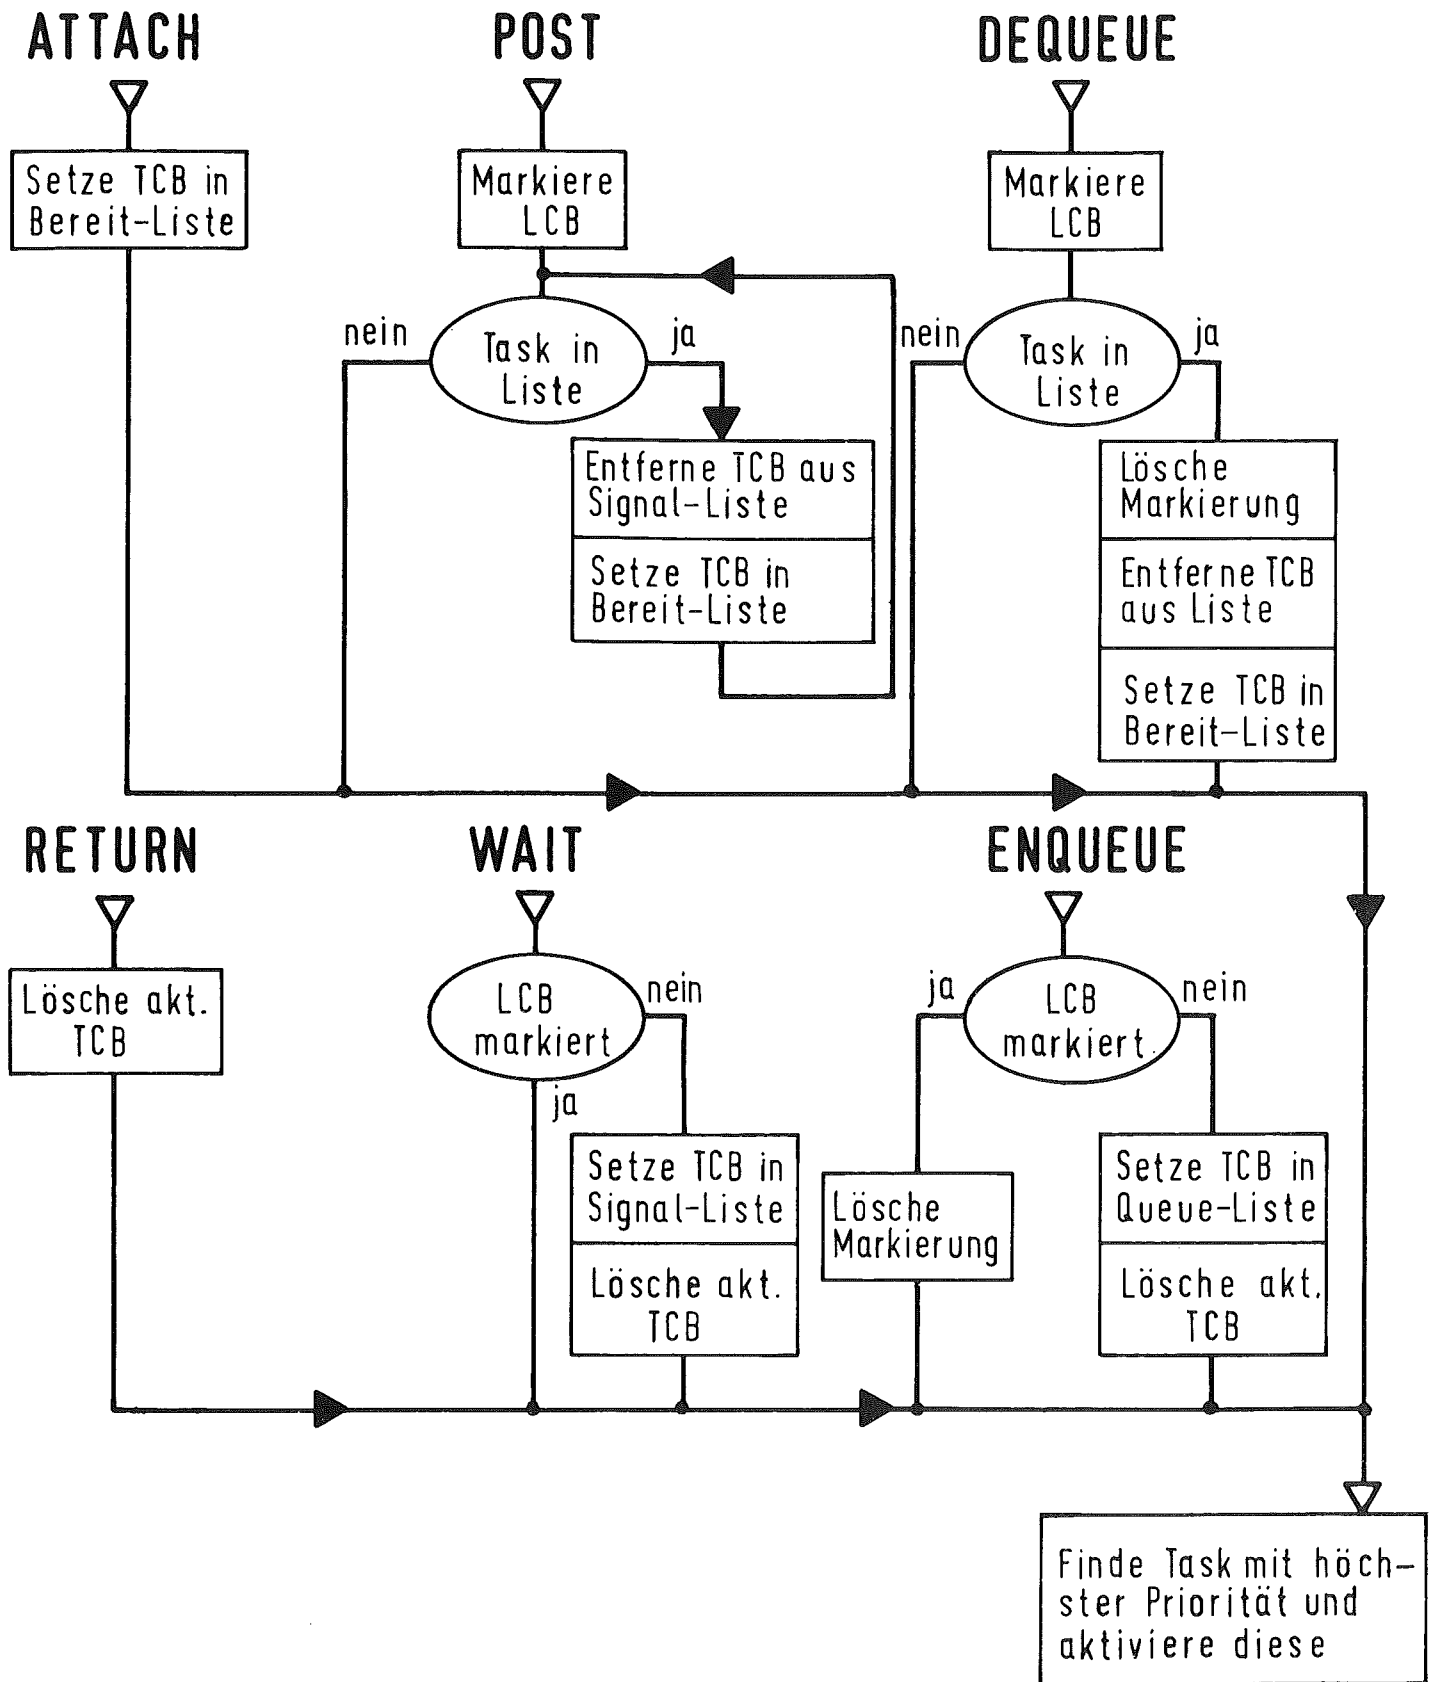 ATTACH
Setze TCB in
Bereit-Liste
POST
Markiere
LCB
nein
Task in
Liste
ja
Entferne TCB aus
Signal-Liste
Setze TCB in
Bereit-Liste
DEQUEUE
Markiere
LCB
nein
Task in
Liste
ja
Lösche
Markierung
Entferne TCB
aus Liste
Setze TCB in
Bereit-Liste
RETURN
Lösche akt.
TCB
WAIT
LCB
markiert
nein
ja
Setze TCB in
Signal-Liste
Lösche akt.
TCB
ENQUEUE
ja
LCB
markiert
nein
Lösche
Markierung
Setze TCB in
Queue-Liste
Lösche akt.
TCB
Finde Task mit höch-
ster Priorität und
aktiviere diese